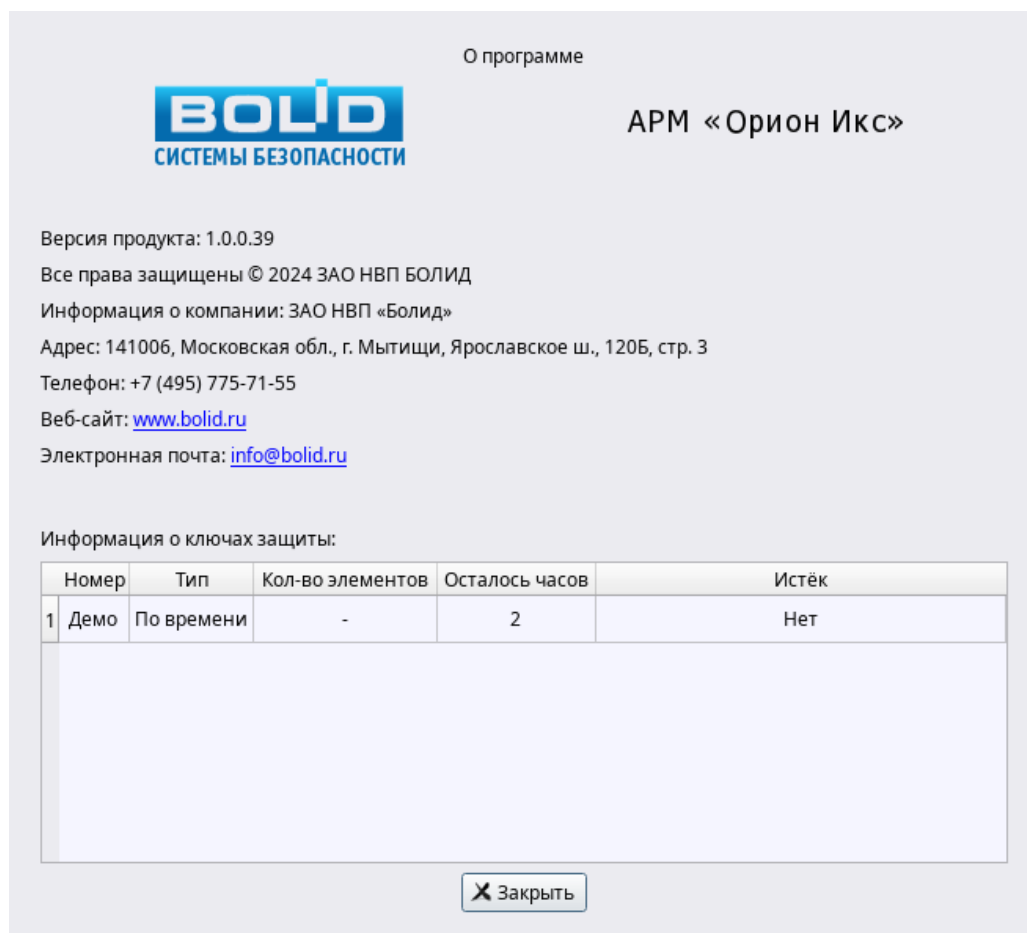 О программе
BOLID
СИСТЕМЫ БЕЗОПАСНОСТИ
АРМ «Орион Икс»
Версия продукта: 1.0.0.39
Все права защищены © 2024 ЗАО НВП БОЛИД
Информация о компании: ЗАО НВП «Болид»
Адрес: 141006, Московская обл., г. Мытищи, Ярославское ш., 120Б, стр. 3
Телефон: +7 (495) 775-71-55
Веб-сайт: www.bolid.ru
Электронная почта: info@bolid.ru
Информация о ключах защиты:
Номер Тип Кол-во элементов Осталось часов Истёк
1 Демо По времени - 2 Нет
Закрыть